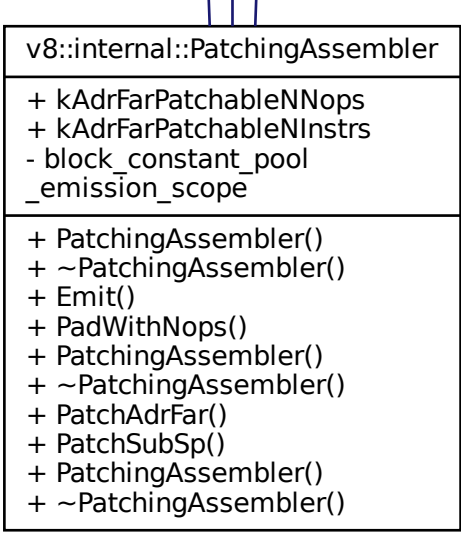 v8::internal::PatchingAssembler
+ kAdrFarPatchableNNops
+ kAdrFarPatchableNInstrs
- block_constant_pool
_emission_scope
+ PatchingAssembler()
+ ~PatchingAssembler()
+ Emit()
+ PadWithNops()
+ PatchingAssembler()
+ ~PatchingAssembler()
+ PatchAdrFar()
+ PatchSubSp()
+ PatchingAssembler()
+ ~PatchingAssembler()